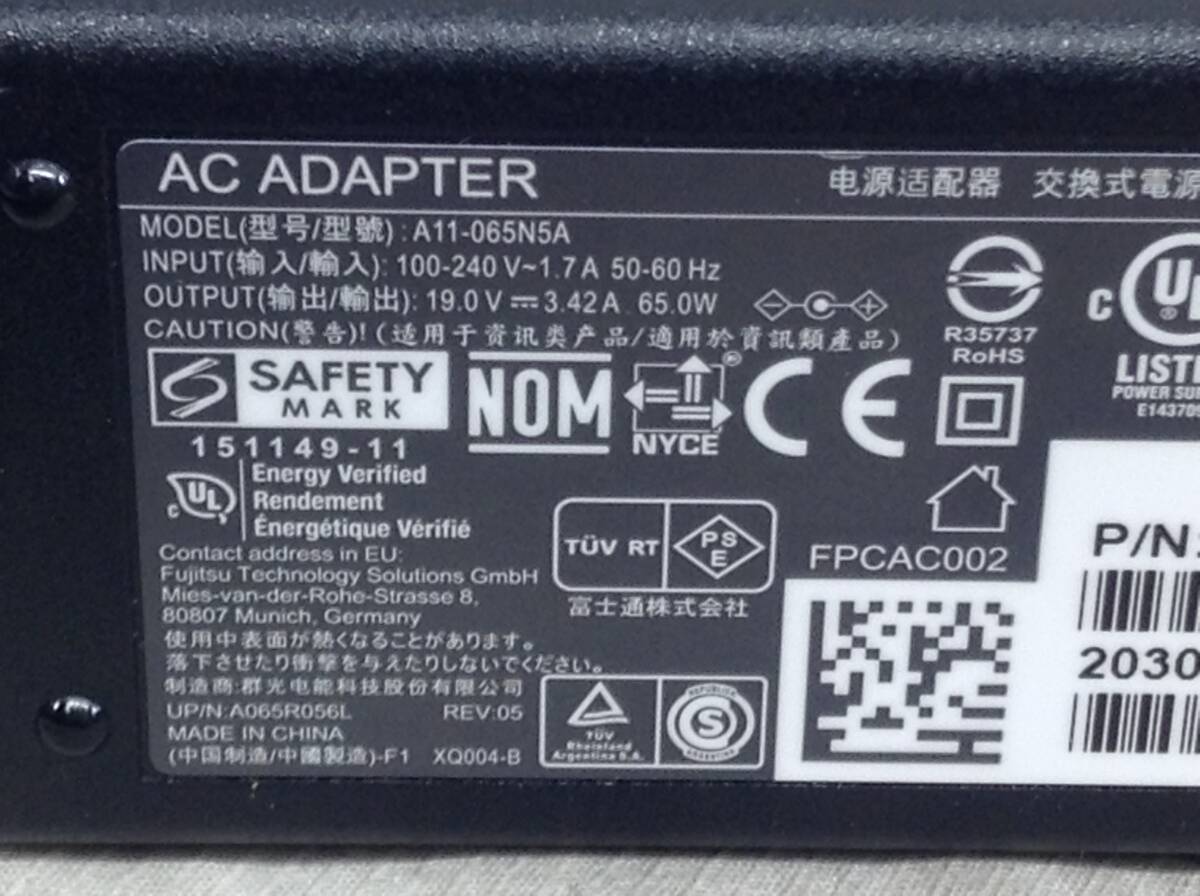 AC ADAPTER 电源适配器 交換式電源
MODEL(型号/型號) : A11-065N5A
INPUT(输入/輸入): 100-240 V~1.7 A 50-60 Hz
OUTPUT(输出/輸出): 19.0 V ⎓ 3.42 A 65.0W
CAUTION(警告)! (适用于资讯类产品/適用於資訊類產品)
R35737
RoHS
C UL
LISTE
POWER SUP
E14370
SAFETY
MARK
151149-11
NOM
NYCE
®
CE
c UL
Energy Verified
Rendement
Énergétique Vérifié
TÜV RT
PS
E
富士通株式会社
FPCAC002
P/N:
2030
Contact address in EU:
Fujitsu Technology Solutions GmbH
Mies-van-der-Rohe-Strasse 8,
80807 Munich, Germany
使用中表面が熱くなることがあります。
落下させたり衝撃を与えたりしないでください。
制造商:群光电能科技股份有限公司
UP/N:A065R056L REV:05
MADE IN CHINA
(中国制造/中國製造)-F1 XQ004-B
TÜV
Rheinland
Argentina S.A.
REPUBLICA
S
ARGENTINA